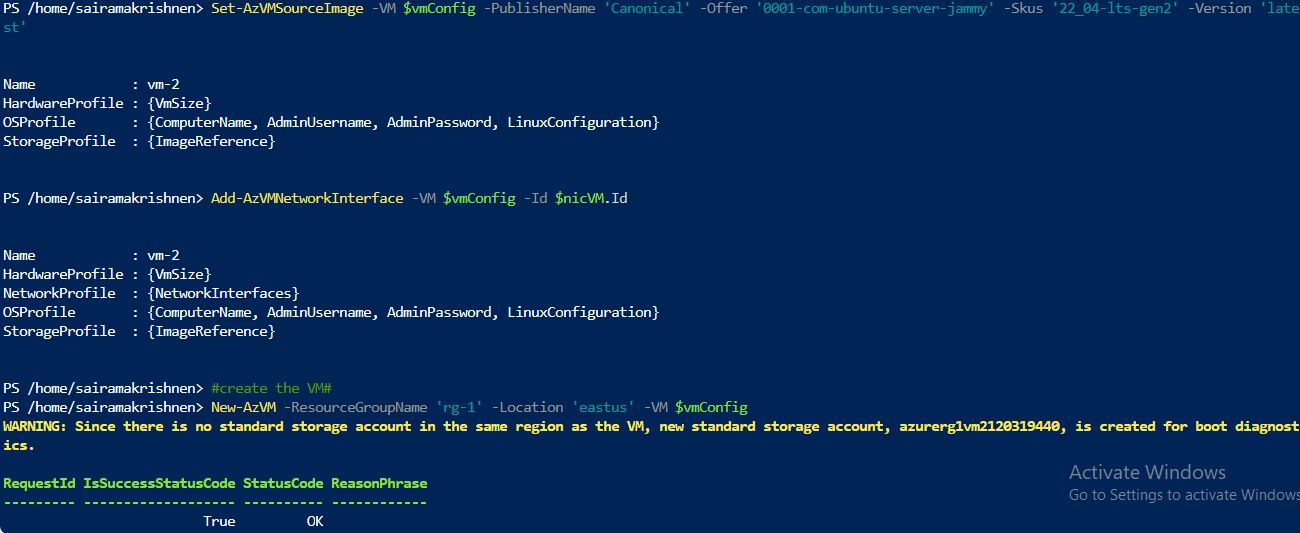 PS /home/sairamakrishnen> Set-AzVMSourceImage -VM $vmConfig -PublisherName 'Canonical' -Offer '0001-com-ubuntu-server-jammy' -Skus '22_04-lts-gen2' -Version 'late
st'
Name            : vm-2
HardwareProfile : {VmSize}
OSProfile       : {ComputerName, AdminUsername, AdminPassword, LinuxConfiguration}
StorageProfile  : {ImageReference}
PS /home/sairamakrishnen> Add-AzVMNetworkInterface -VM $vmConfig -Id $nicVM.Id
Name            : vm-2
HardwareProfile : {VmSize}
NetworkProfile  : {NetworkInterfaces}
OSProfile       : {ComputerName, AdminUsername, AdminPassword, LinuxConfiguration}
StorageProfile  : {ImageReference}
PS /home/sairamakrishnen> #create the VM#
PS /home/sairamakrishnen> New-AzVM -ResourceGroupName 'rg-1' -Location 'eastus' -VM $vmConfig
WARNING: Since there is no standard storage account in the same region as the VM, new standard storage account, azurerg1vm2120319440, is created for boot diagnost
ics.
RequestId IsSuccessStatusCode StatusCode ReasonPhrase
--------- ------------------- ---------- ------------
                         True         OK
Activate Windows
Go to Settings to activate Windows